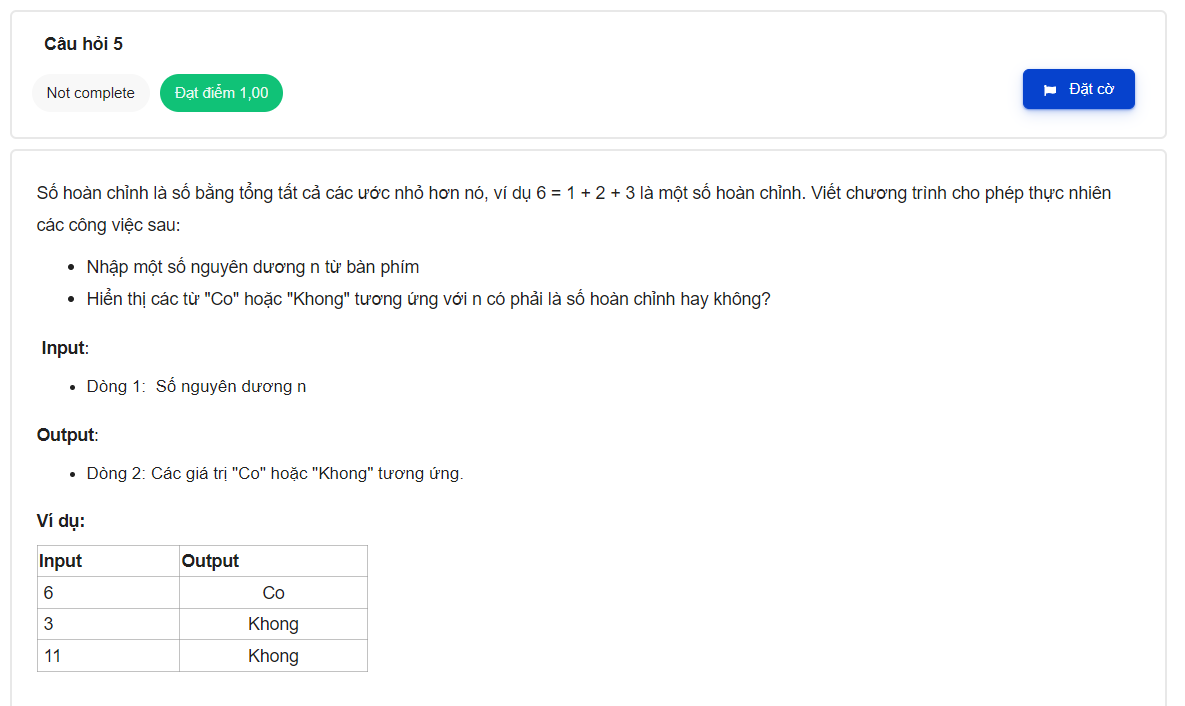 Câu hỏi 5
Not complete
Đạt điểm 1,00
Đặt cờ
Số hoàn chỉnh là số bằng tổng tất cả các ước nhỏ hơn nó, ví dụ 6 = 1 + 2 + 3 là một số hoàn chỉnh. Viết chương trình cho phép thực nhiên
các công việc sau:
• Nhập một số nguyên dương n từ bàn phím
• Hiển thị các từ "Co" hoặc "Khong" tương ứng với n có phải là số hoàn chỉnh hay không?
Input:
• Dòng 1: Số nguyên dương n
Output:
• Dòng 2: Các giá trị "Co" hoặc "Khong" tương ứng.
Ví dụ:
Input Output
6 Co
3 Khong
11 Khong